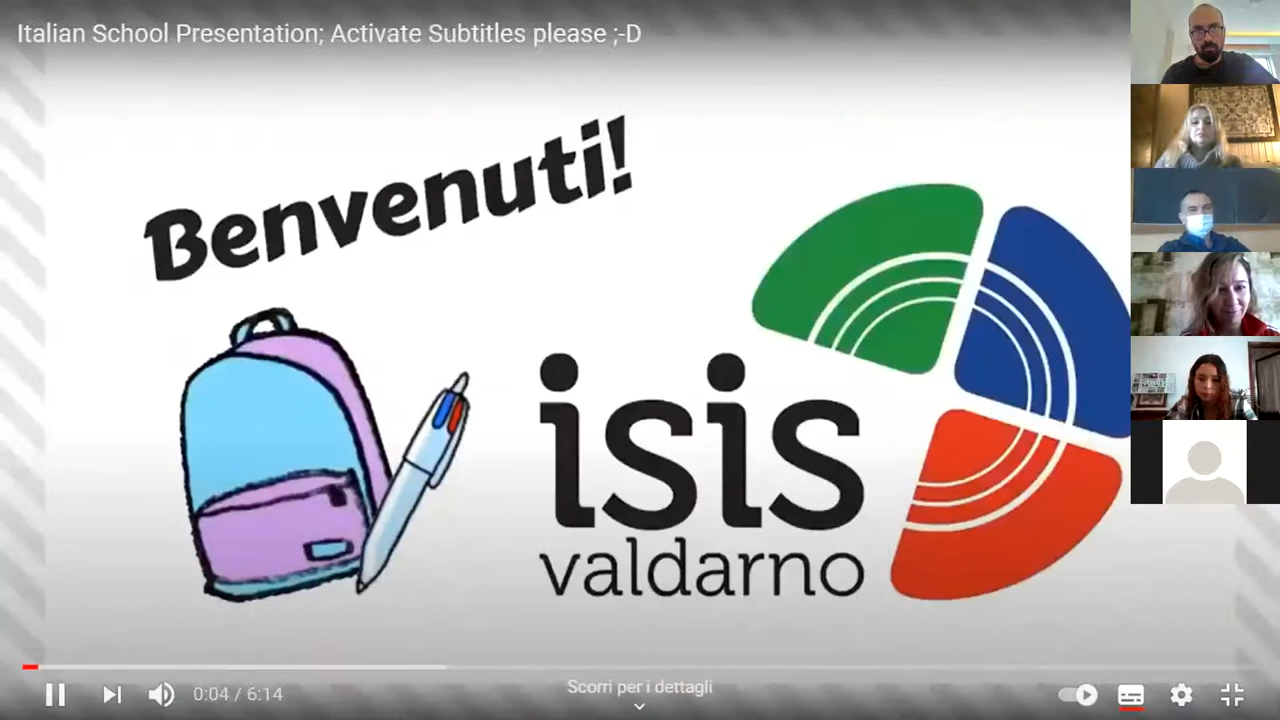 Italian School Presentation; Activate Subtitles please ;-D
Benvenuti!
isis
valdarno
0:04 / 6:14
Scorri per i dettagli